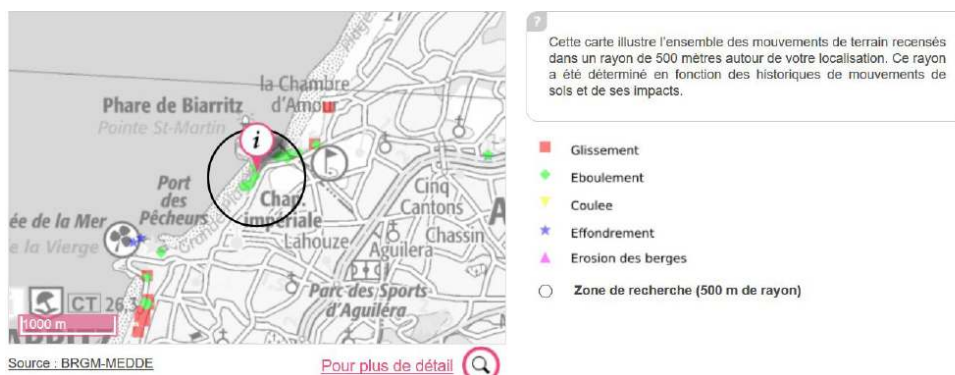 ?
Cette carte illustre l'ensemble des mouvements de terrain recensés
dans un rayon de 500 mètres autour de votre localisation. Ce rayon
a été déterminé en fonction des historiques de mouvements de
sols et de ses impacts.
21
la Chambre
d'Amour
Phare de Biarritz
Pointe St-Martin
i
Port
des
Pêcheurs
ée de la Mer
e la Vierge
Grande Pla
Chap.
impériale
Lahouze
Cinq
Cantons
A
Aguilera
Chassin
Parc des Sports
d'Aguiléra
CT 26,3
1000 m
ARRITZ
Glissement
Eboulement
Coulee
Effondrement
Erosion des berges
Zone de recherche (500 m de rayon)
Source : BRGM-MEDDE
Pour plus de détail